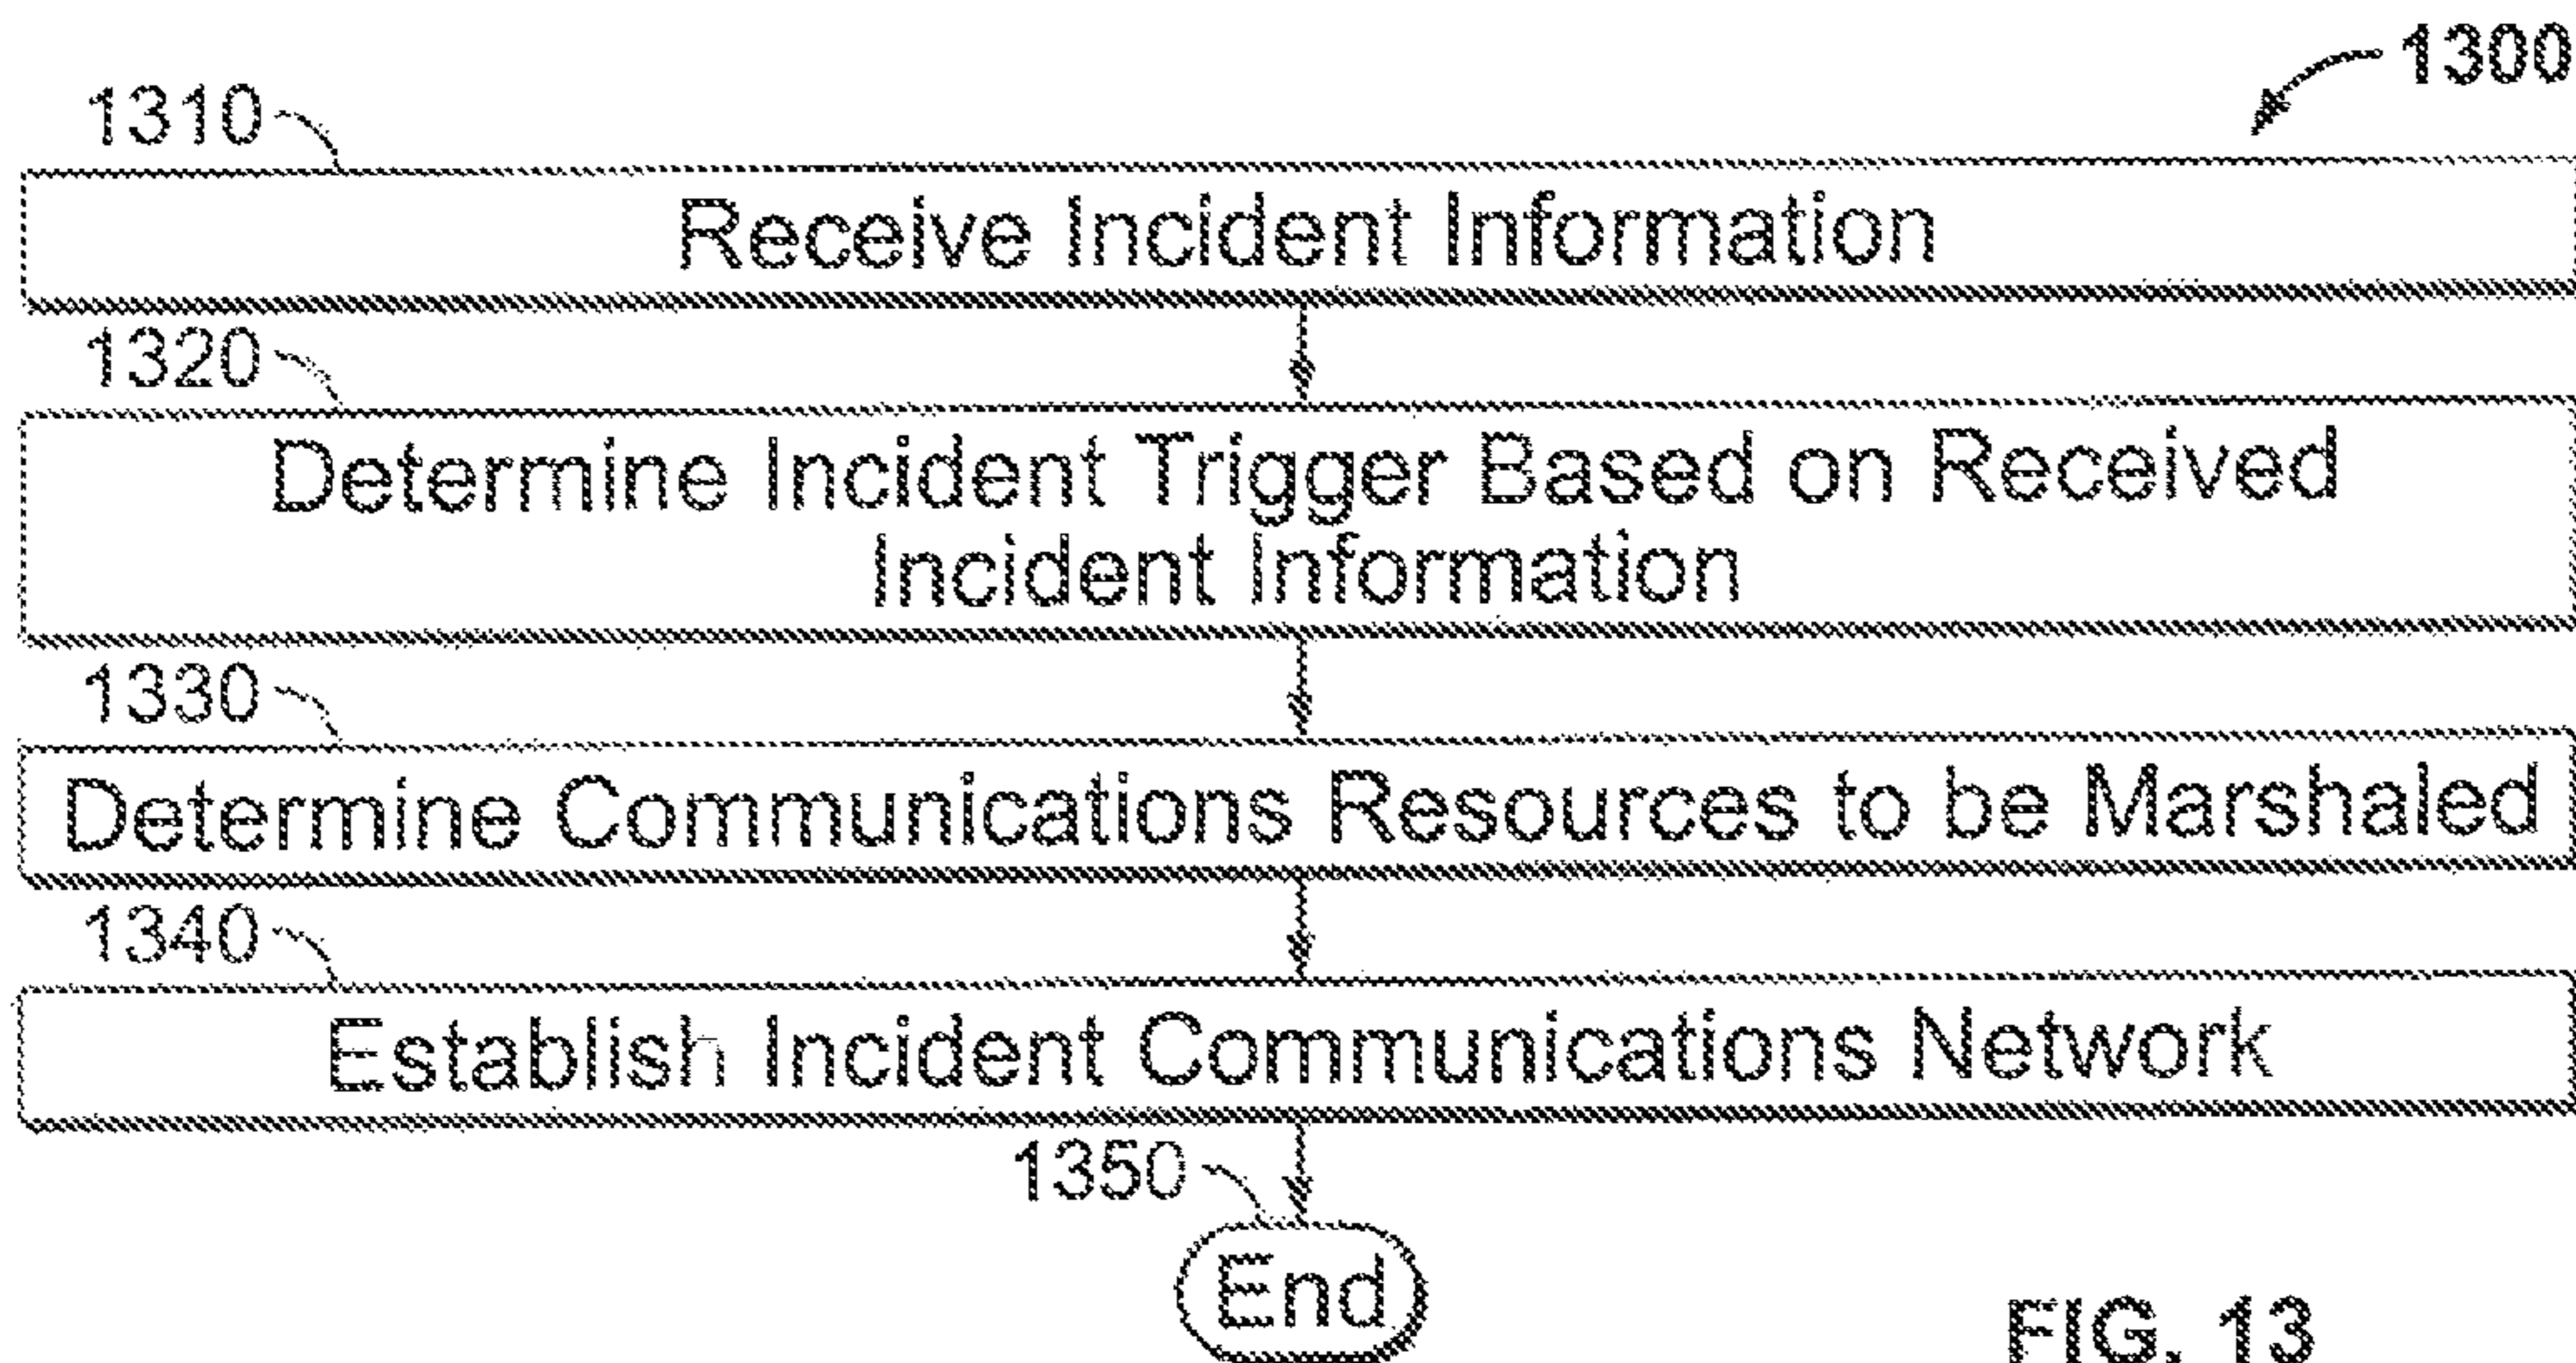 1300
1310
Receive Incident Information
1320
Determine Incident Trigger Based on Received
Incident Information
1330
Determine Communications Resources to be Marshaled
1340
Establish Incident Communications Network
1350
End
FIG. 13